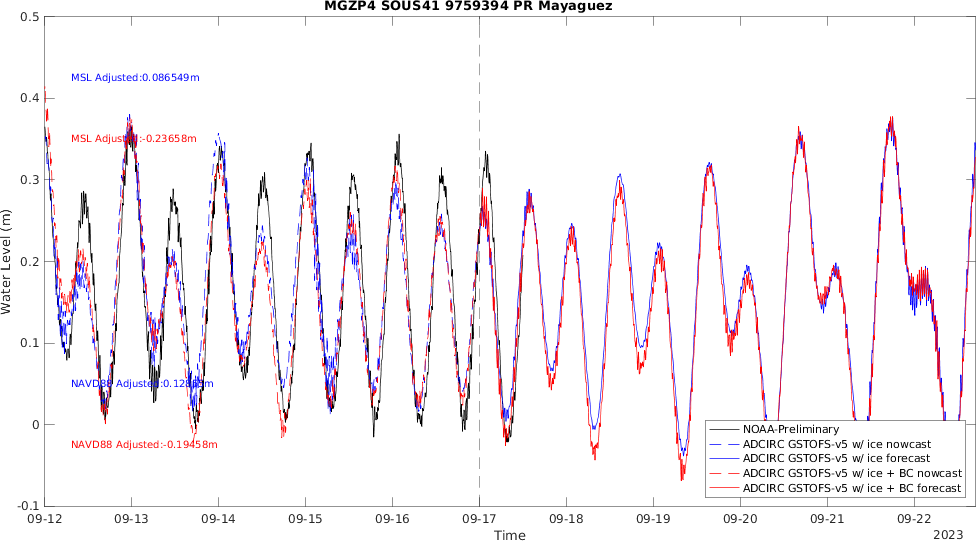 MGZP4 SOUS41 9759394 PR Mayaguez
0.5
MSL Adjusted:0.086549m
0.4
MSL Adjusted:-0.23658m
0.3
Water Level (m)
0.2
0.1
NAVD88
0
NAVD88 Adjusted:-0.19458m
NOAA-Preliminary
ADCIRC GSTOFS-v5 w/ ice nowcast
ADCIRC GSTOFS-v5 w/ ice forecast
ADCIRC GSTOFS-v5 w/ ice + BC nowcast
ADCIRC GSTOFS-v5 w/ ice + BC forecast
-0.1
09-12 09-13 09-14 09-15 09-16 09-17 09-18 09-19 09-20 09-21 09-22
Time
2023